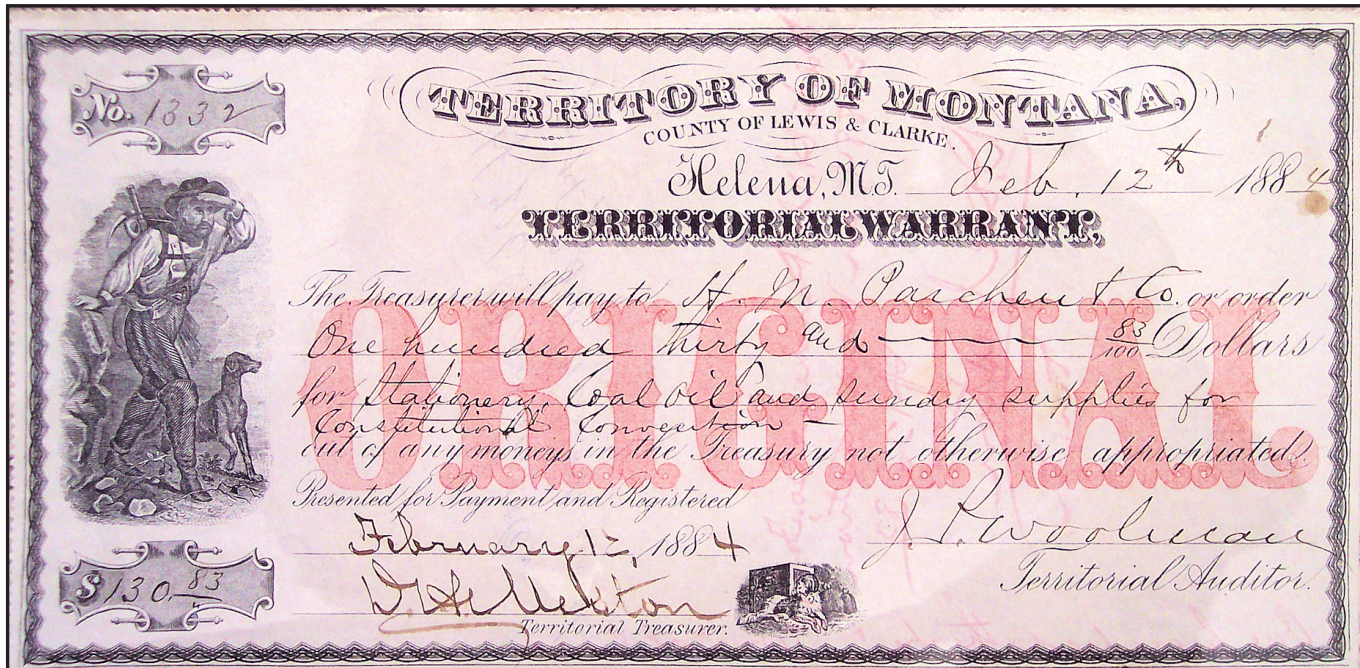 No. 1332
TERRITORY OF MONTANA,
COUNTY OF LEWIS & CLARKE.
Helena, M.T. Feb. 12th 1884
TERRITORIAL WARRANT,
The Treasurer will pay to H. M. Parchen & Co. or order
One hundred thirty and 83/100 Dollars
for Stationery, Coal oil and sundry supplies for
Constitutional Convention
out of any moneys in the Treasury not otherwise appropriated.
ORIGINAL
Presented for Payment and Registered
February 12, 1884
J. P. Woolman
Territorial Auditor.
$130.83
Territorial Treasurer.